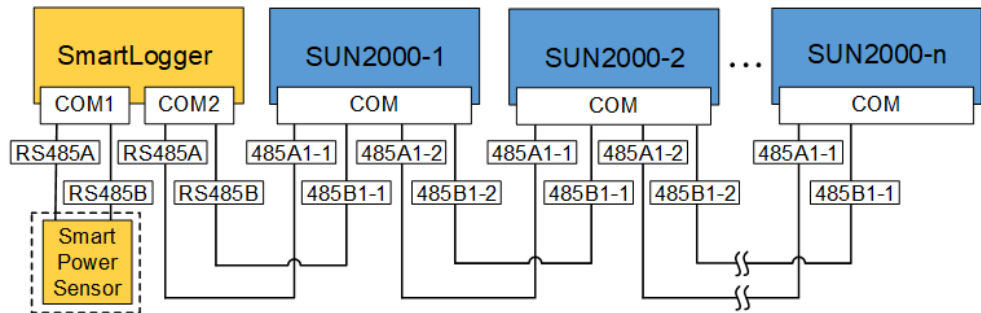 SmartLogger
SUN2000-1
SUN2000-2
...
SUN2000-n
COM1
COM2
COM
COM
COM
RS485A
RS485A
485A1-1
485A1-2
485A1-1
485A1-2
485A1-1
RS485B
RS485B
485B1-1
485B1-2
485B1-1
485B1-2
485B1-1
Smart
Power
Sensor